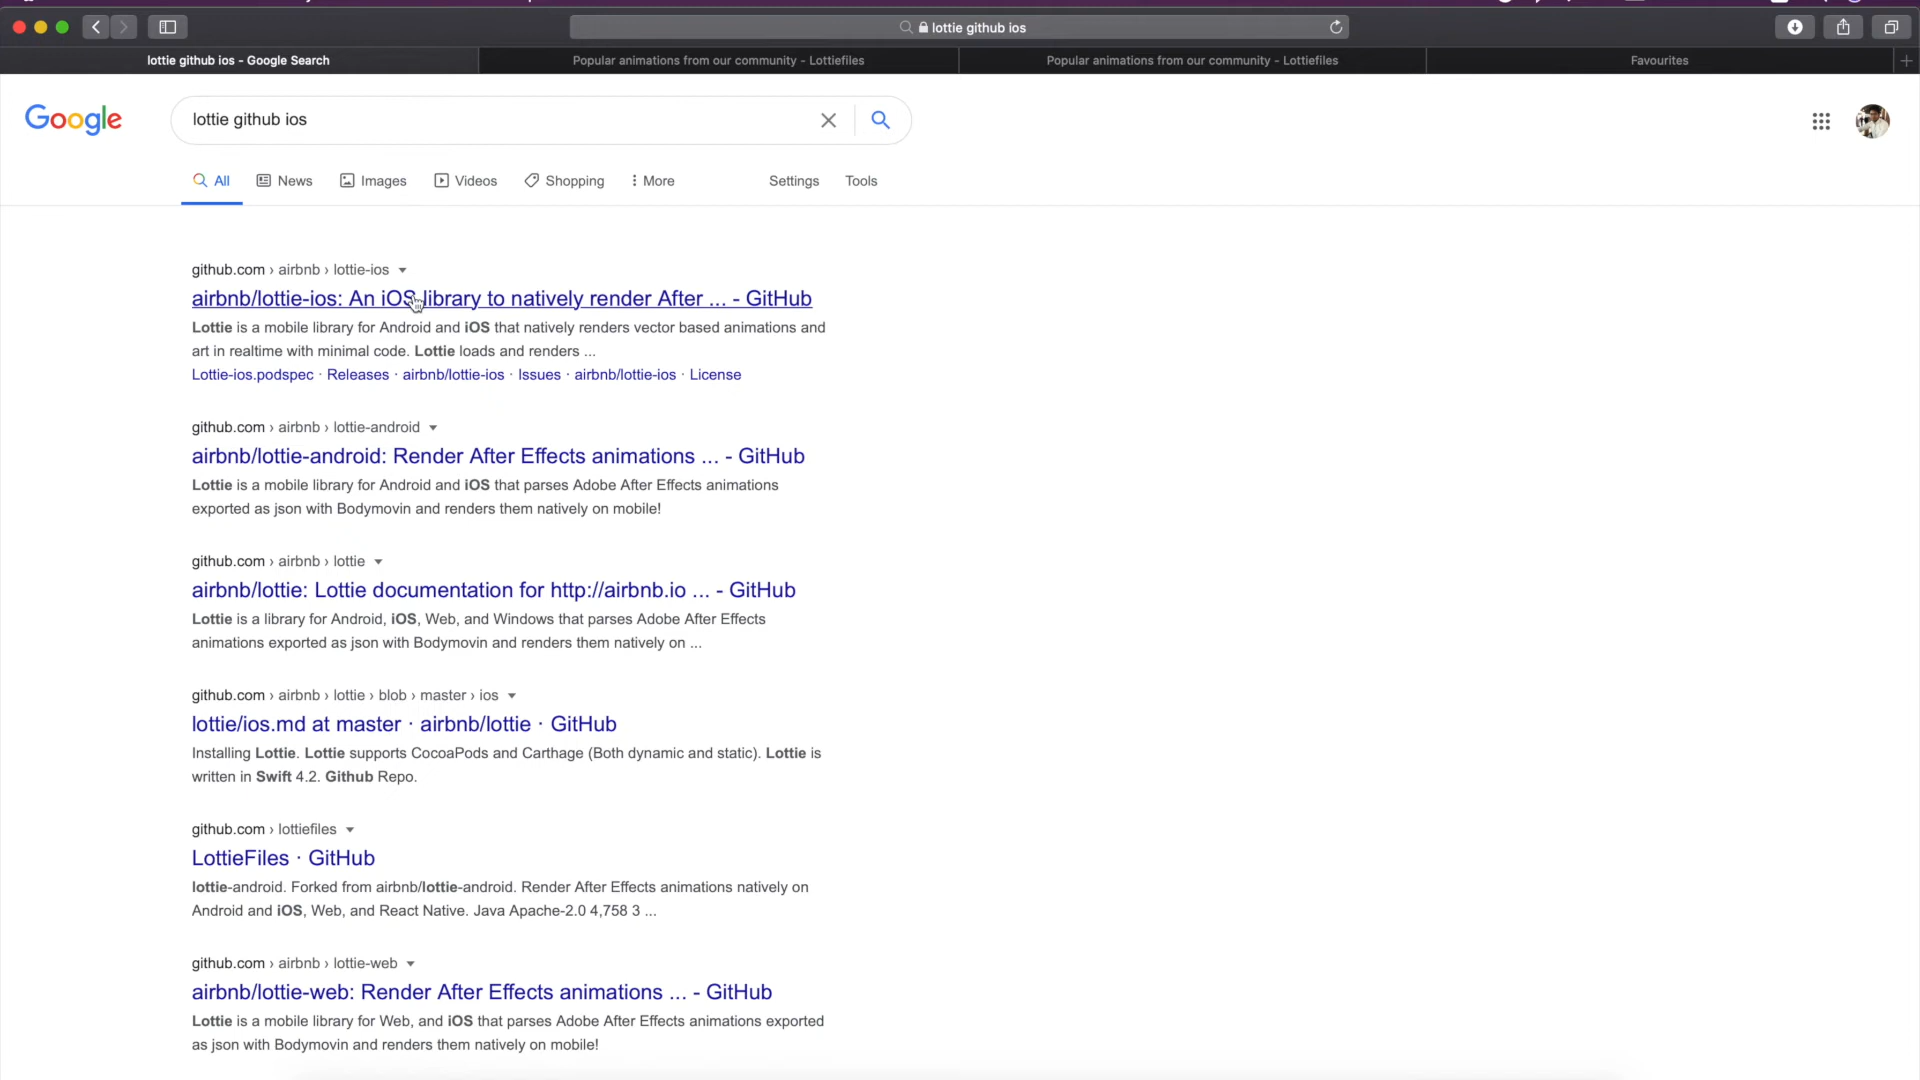 lottie github ios
lottie github ios - Google Search
Popular animations from our community - Lottiefiles
Popular animations from our community - Lottiefiles
Favourites
Google
lottie github ios
All
News
Images
Videos
Shopping
More
Settings
Tools
github.com › airbnb › lottie-ios
airbnb/lottie-ios: An iOS library to natively render After ... - GitHub
Lottie is a mobile library for Android and iOS that natively renders vector based animations and
art in realtime with minimal code. Lottie loads and renders ...
Lottie-ios.podspec · Releases · airbnb/lottie-ios · Issues · airbnb/lottie-ios · License
github.com › airbnb › lottie-android
airbnb/lottie-android: Render After Effects animations ... - GitHub
Lottie is a mobile library for Android and iOS that parses Adobe After Effects animations
exported as json with Bodymovin and renders them natively on mobile!
github.com › airbnb › lottie
airbnb/lottie: Lottie documentation for http://airbnb.io ... - GitHub
Lottie is a library for Android, iOS, Web, and Windows that parses Adobe After Effects
animations exported as json with Bodymovin and renders them natively on ...
github.com › airbnb › lottie › blob › master › ios
lottie/ios.md at master · airbnb/lottie · GitHub
Installing Lottie. Lottie supports CocoaPods and Carthage (Both dynamic and static). Lottie is
written in Swift 4.2. Github Repo.
github.com › lottiefiles
LottieFiles · GitHub
lottie-android. Forked from airbnb/lottie-android. Render After Effects animations natively on
Android and iOS, Web, and React Native. Java Apache-2.0 4,758 3 ...
github.com › airbnb › lottie-web
airbnb/lottie-web: Render After Effects animations ... - GitHub
Lottie is a mobile library for Web, and iOS that parses Adobe After Effects animations exported
as json with Bodymovin and renders them natively on mobile!